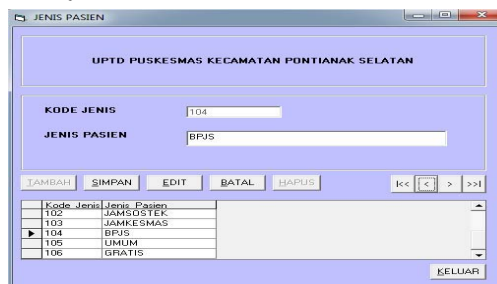 JENIS PASIEN
UPTD PUSKESMAS KECAMATAN PONTIANAK SELATAN
KODE JENIS 104
JENIS PASIEN BPJS
TAMBAH SIMPAN EDIT BATAL HAPUS |<< < > >>|
Kode Jenis Jenis Pasien
102 JAMSOSTEK
103 JAMKESMAS
104 BPJS
105 UMUM
106 GRATIS
KELUAR